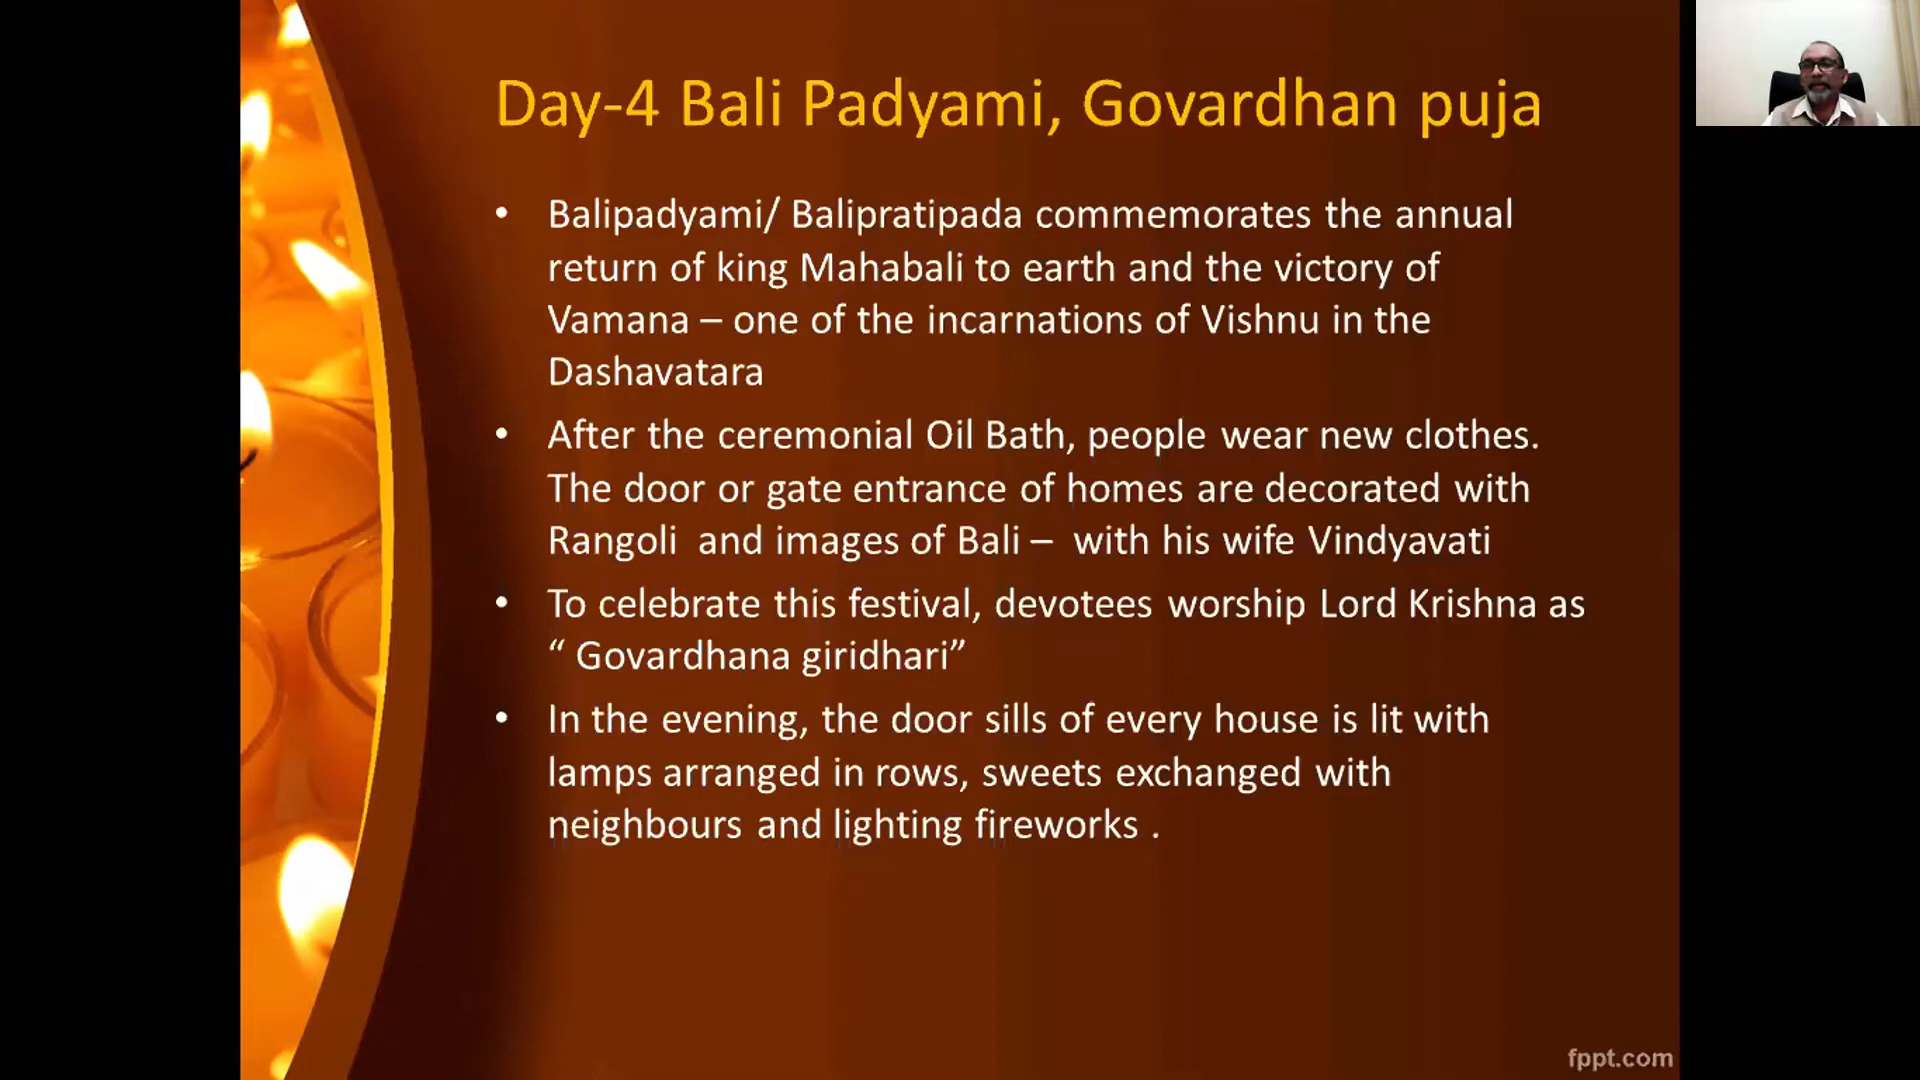 Day-4 Bali Padyami, Govardhan puja
• Balipadyami/ Balipratipada commemorates the annual
return of king Mahabali to earth and the victory of
Vamana – one of the incarnations of Vishnu in the
Dashavatara
• After the ceremonial Oil Bath, people wear new clothes.
The door or gate entrance of homes are decorated with
Rangoli and images of Bali – with his wife Vindyavati
• To celebrate this festival, devotees worship Lord Krishna as
“ Govardhana giridhari”
• In the evening, the door sills of every house is lit with
lamps arranged in rows, sweets exchanged with
neighbours and lighting fireworks .
fppt.com